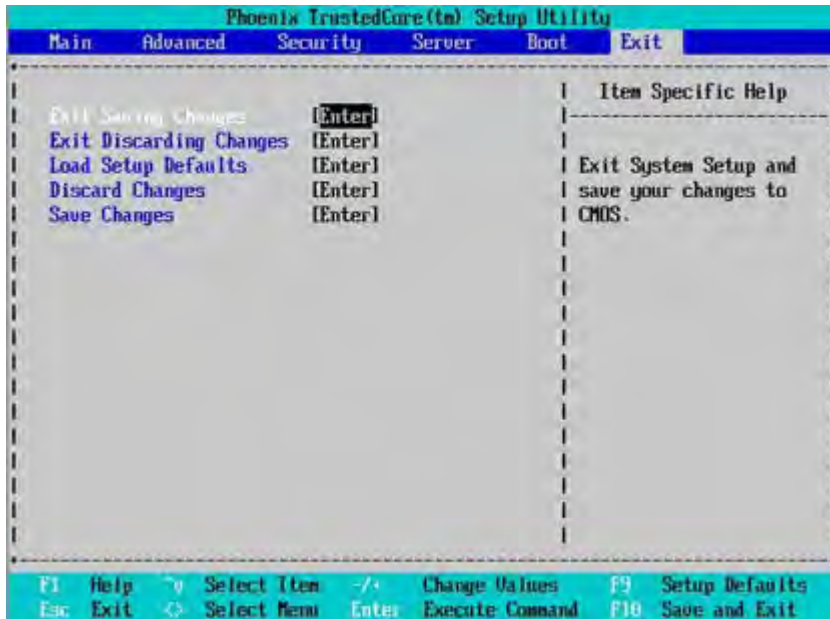 Phoenix TrustedCore(tm) Setup Utility
Main Advanced Security Server Boot Exit
Item Specific Help
Exit Saving Changes [Enter]
Exit Discarding Changes [Enter]
Load Setup Defaults [Enter]
Discard Changes [Enter]
Save Changes [Enter]
Exit System Setup and
save your changes to
CMOS.
F1 Help ^v Select Item -/+ Change Values F9 Setup Defaults
Esc Exit <> Select Menu Enter Execute Command F10 Save and Exit